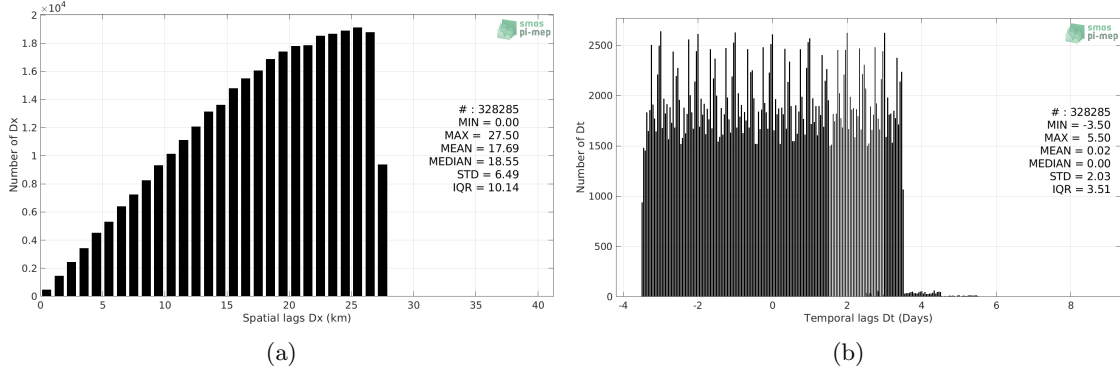 ×10⁴
2
1.8
1.6
1.4
1.2
1
0.8
0.6
0.4
0.2
0
Number of Dx
smos
pi-mep
# : 328285
MIN = 0.00
MAX = 27.50
MEAN = 17.69
MEDIAN = 18.55
STD = 6.49
IQR = 10.14
0 5 10 15 20 25 30 35 40
Spatial lags Dx (km)
(a)
2500
2000
1500
1000
500
0
Number of Dt
smos
pi-mep
# : 328285
MIN = -3.50
MAX = 5.50
MEAN = 0.02
MEDIAN = 0.00
STD = 2.03
IQR = 3.51
-4 -2 0 2 4 6 8
Temporal lags Dt (Days)
(b)